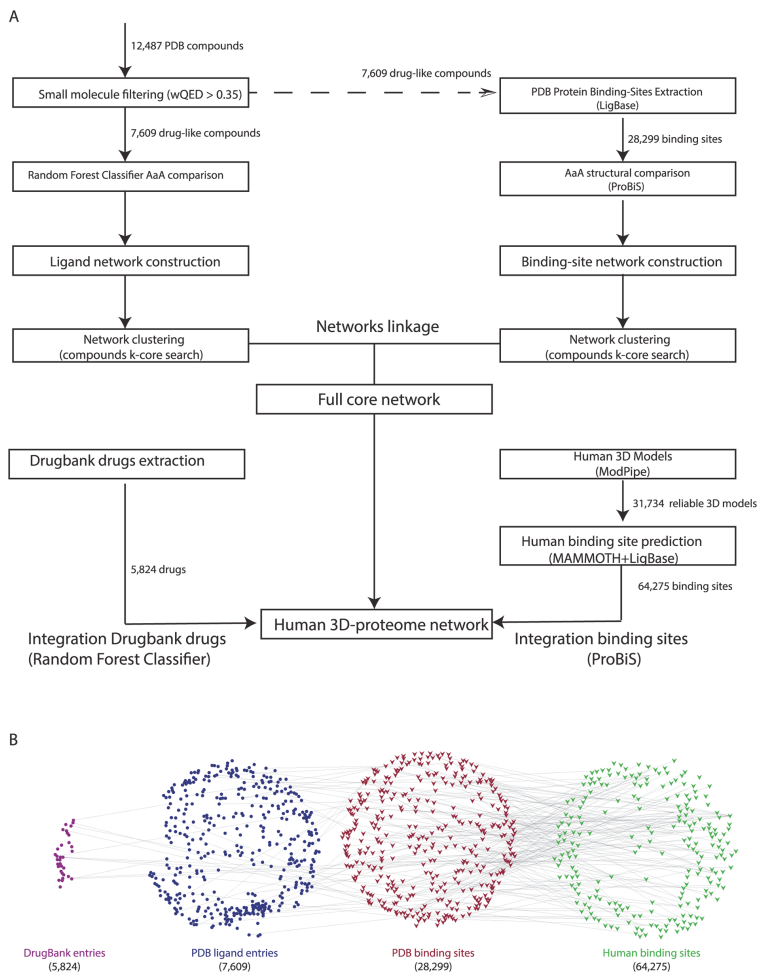 A
12,487 PDB compounds
Small molecule filtering (wQED > 0.35)
7,609 drug-like compounds
PDB Protein Binding-Sites Extraction
(LigBase)
7,609 drug-like compounds
28,299 binding sites
Random Forest Classifier AaA comparison
AaA structural comparison
(ProBiS)
Ligand network construction
Binding-site network construction
Network clustering
(compounds k-core search)
Networks linkage
Network clustering
(compounds k-core search)
Full core network
Drugbank drugs extraction
Human 3D Models
(ModPipe)
31,734 reliable 3D models
Human binding site prediction
(MAMMOTH+LigBase)
5,824 drugs
64,275 binding sites
Human 3D-proteome network
Integration Drugbank drugs
(Random Forest Classifier)
Integration binding sites
(ProBiS)
B
DrugBank entries
(5,824)
PDB ligand entries
(7,609)
PDB binding sites
(28,299)
Human binding sites
(64,275)